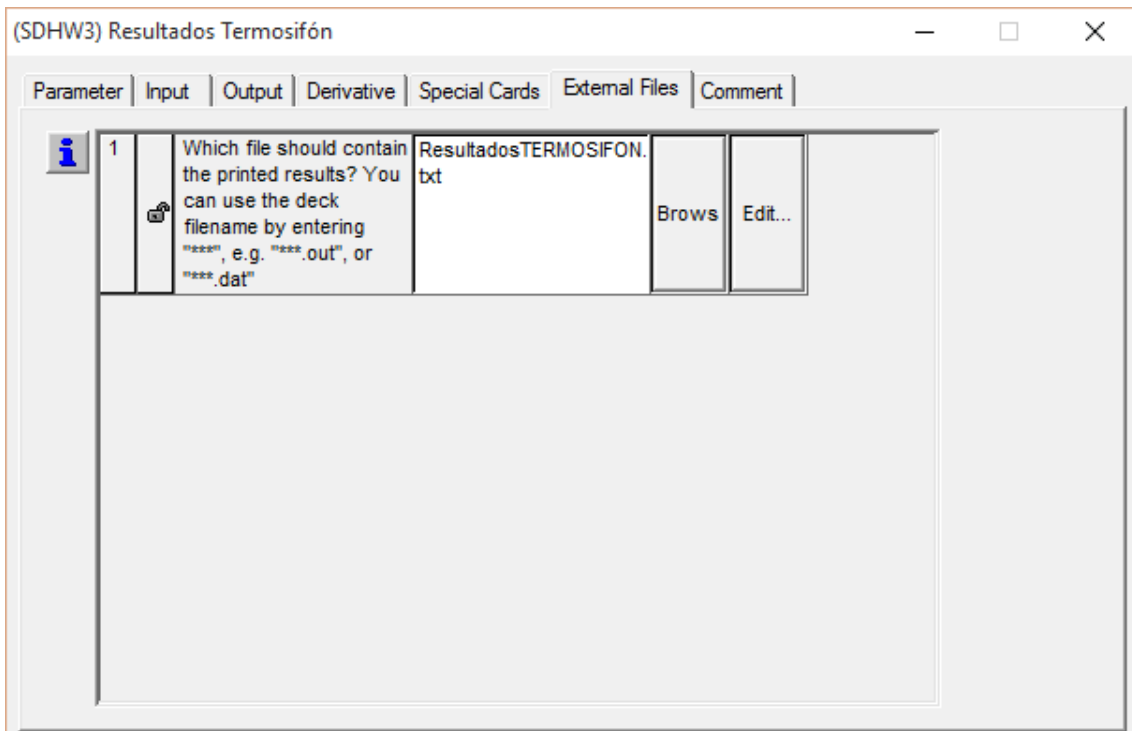 (SDHW3) Resultados Termosifón
Parameter Input Output Derivative Special Cards External Files Comment
1
Which file should contain
the printed results? You
can use the deck
filename by entering
"***", e.g. "***.out", or
"***.dat"
ResultadosTERMOSIFON.
txt
Brows
Edit...